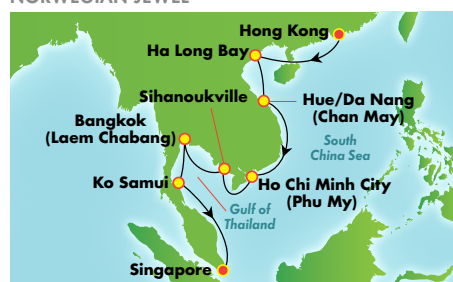 NORWEGIAN JEWEL
Hong Kong
Ha Long Bay
Sihanoukville
Hue/Da Nang
(Chan May)
Bangkok
(Laem Chabang)
South
China Sea
Ko Samui
Ho Chi Minh City
(Phu My)
Gulf of
Thailand
Singapore